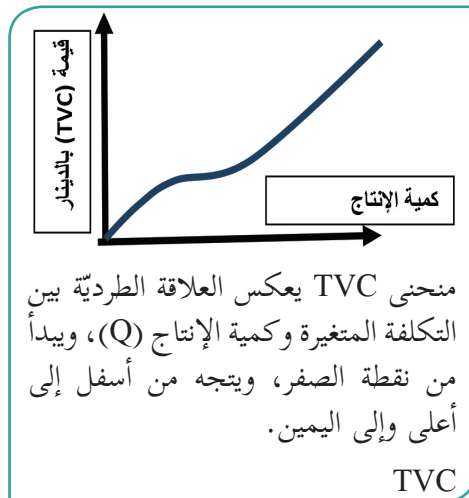 قيمة (TVC) بالدينار
كمية الإنتاج
منحنى TVC يعكس العلاقة الطرديّة بين
التكلفة المتغيرة وكمية الإنتاج (Q)، ويبدأ
من نقطة الصفر، ويتجه من أسفل إلى
أعلى وإلى اليمين.
TVC